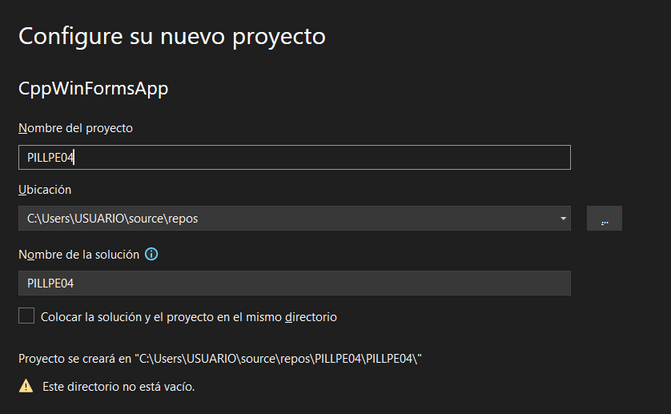 Configure su nuevo proyecto
CppWinFormsApp
Nombre del proyecto
PILLPE04
Ubicación
C:\Users\USUARIO\source\repos
...
Nombre de la solución
PILLPE04
Colocar la solución y el proyecto en el mismo directorio
Proyecto se creará en "C:\Users\USUARIO\source\repos\PILLPE04\PILLPE04\"
Este directorio no está vacío.